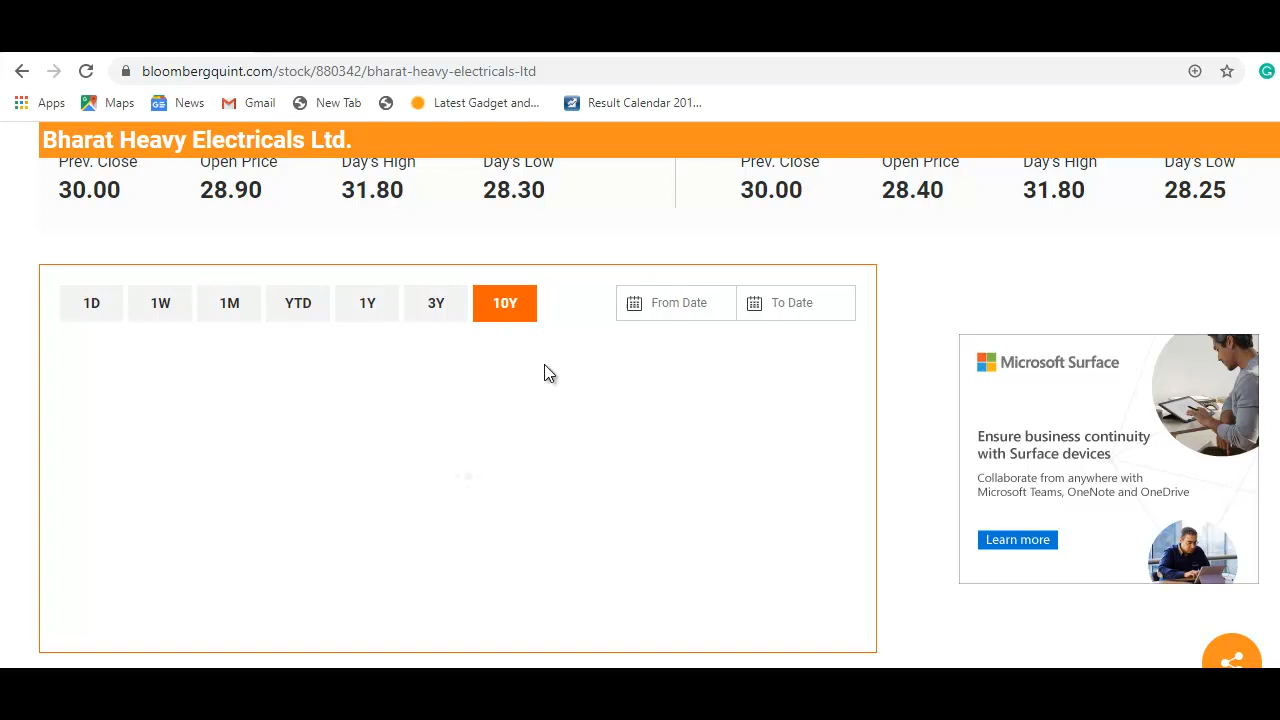 bloombergquint.com/stock/880342/bharat-heavy-electricals-ltd
Apps Maps News Gmail New Tab Latest Gadget and... Result Calendar 201...
Bharat Heavy Electricals Ltd.
Prev. Close Open Price Day's High Day's Low Prev. Close Open Price Day's High Day's Low
30.00 28.90 31.80 28.30 30.00 28.40 31.80 28.25
1D 1W 1M YTD 1Y 3Y 10Y From Date To Date
Microsoft Surface
Ensure business continuity
with Surface devices
Collaborate from anywhere with
Microsoft Teams, OneNote and OneDrive
Learn more